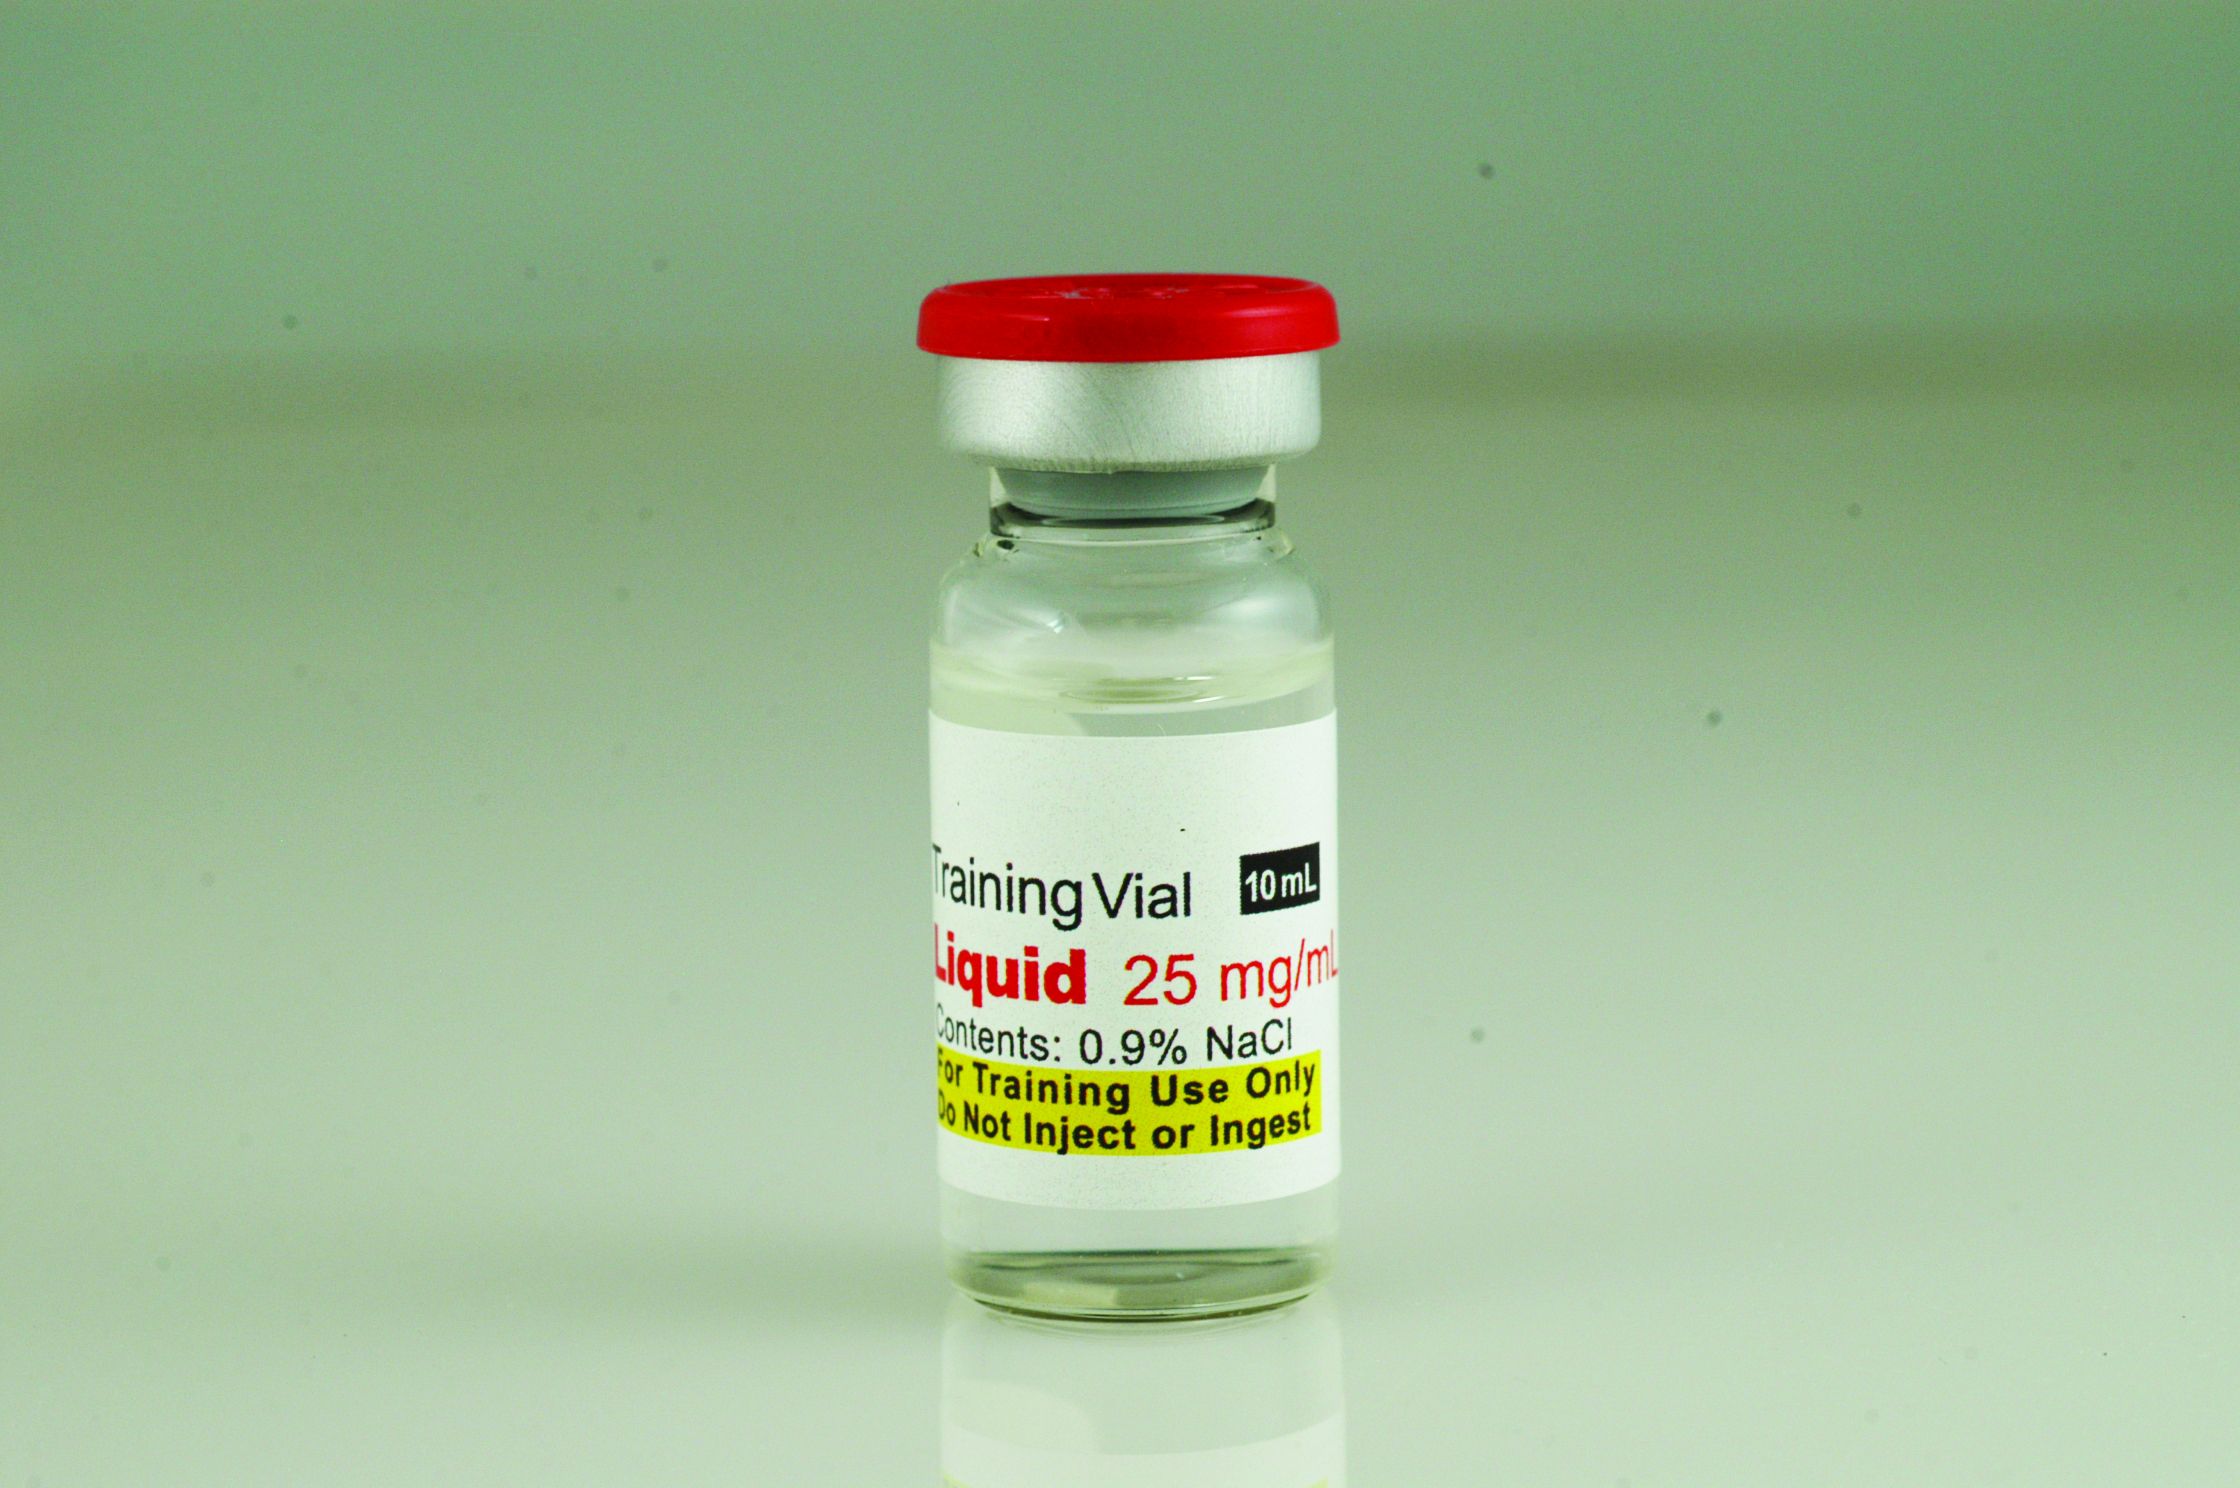 Training Vial 10 mL
Liquid 25 mg/mL
Contents: 0.9% NaCl
For Training Use Only
Do Not Inject or Ingest